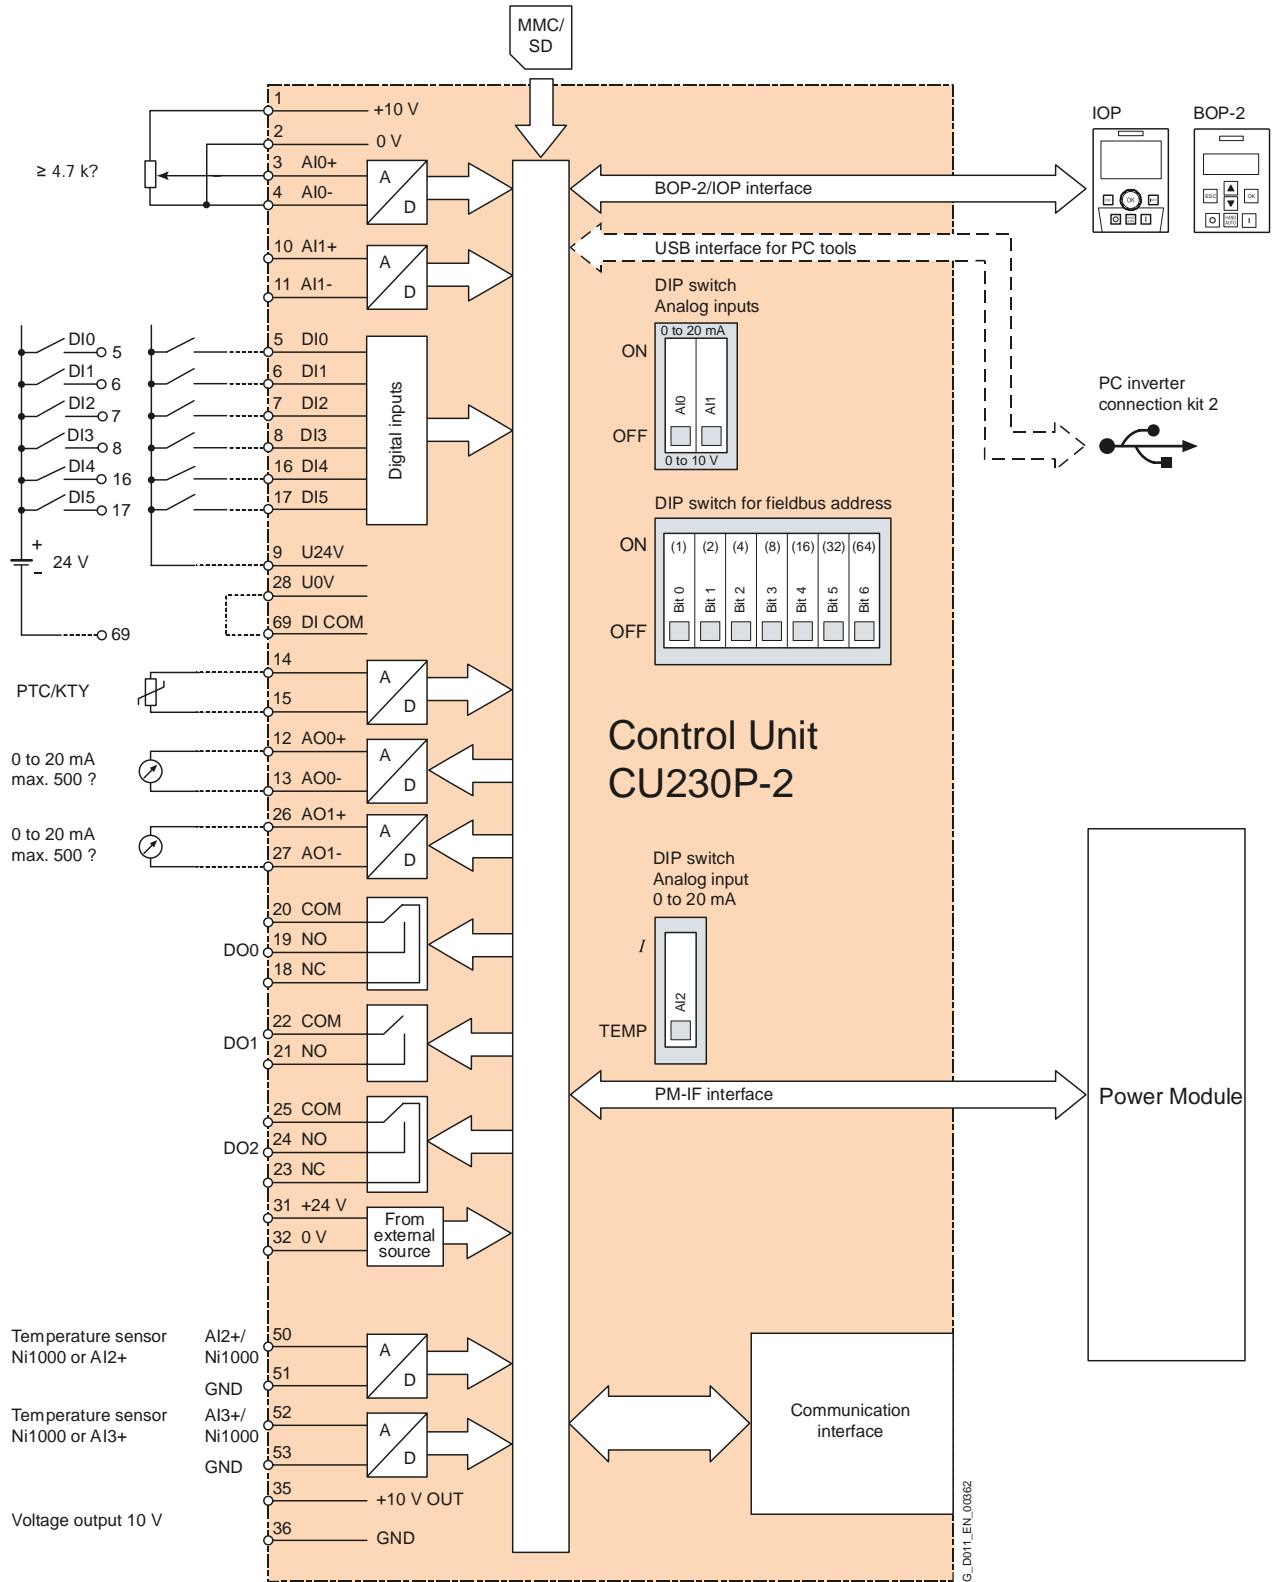 MMC/
SD
1
+10 V
2
0 V
3 AI0+
4 AI0-
≥ 4.7 k?
A
D
10 AI1+
11 AI1-
A
D
BOP-2/IOP interface
USB interface for PC tools
IOP
BOP-2
OK
ESC
OK
HAND
AUTO
I
I
PC inverter
connection kit 2
DI0
5
DI1
6
DI2
7
DI3
8
DI4
16
DI5
17
+
-
24 V
69
5 DI0
6 DI1
7 DI2
8 DI3
16 DI4
17 DI5
Digital inputs
9 U24V
28 U0V
69 DI COM
DIP switch
Analog inputs
0 to 20 mA
ON
AI0
AI1
OFF
0 to 10 V
DIP switch for fieldbus address
ON
(1) (2) (4) (8) (16) (32) (64)
Bit 0 Bit 1 Bit 2 Bit 3 Bit 4 Bit 5 Bit 6
OFF
PTC/KTY
14
15
A
D
Control Unit
CU230P-2
0 to 20 mA
max. 500 ?
12 AO0+
13 AO0-
A
D
0 to 20 mA
max. 500 ?
26 AO1+
27 AO1-
A
D
DIP switch
Analog input
0 to 20 mA
I
AI2
TEMP
DO0
20 COM
19 NO
18 NC
DO1
22 COM
21 NO
PM-IF interface
Power Module
DO2
25 COM
24 NO
23 NC
31 +24 V
32 0 V
From
external
source
Temperature sensor
Ni1000 or AI2+
AI2+/
Ni1000
50
GND
51
A
D
Temperature sensor
Ni1000 or AI3+
AI3+/
Ni1000
52
GND
53
A
D
Communication
interface
Voltage output 10 V
35
+10 V OUT
36
GND
G_D011_EN_00362